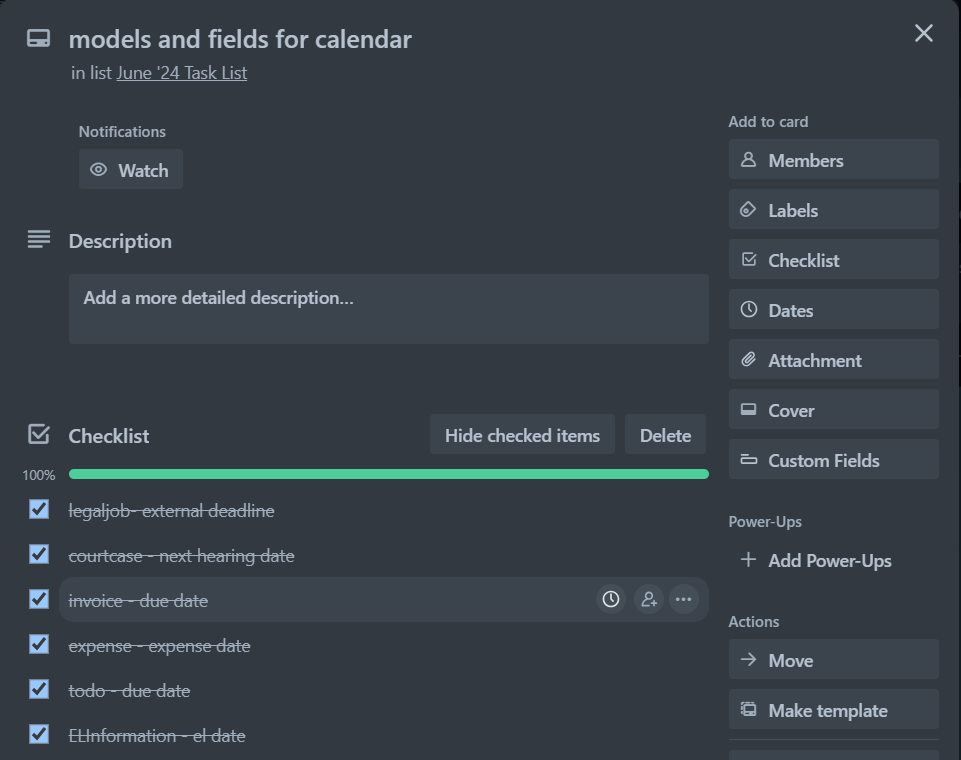 models and fields for calendar
in list June '24 Task List
Notifications
Watch
Description
Add a more detailed description...
Checklist
Hide checked items
Delete
100%
legaljob- external deadline
courtcase - next hearing date
invoice - due date
expense - expense date
todo - due date
ELInformation - el date
Add to card
Members
Labels
Checklist
Dates
Attachment
Cover
Custom Fields
Power-Ups
Add Power-Ups
Actions
Move
Make template